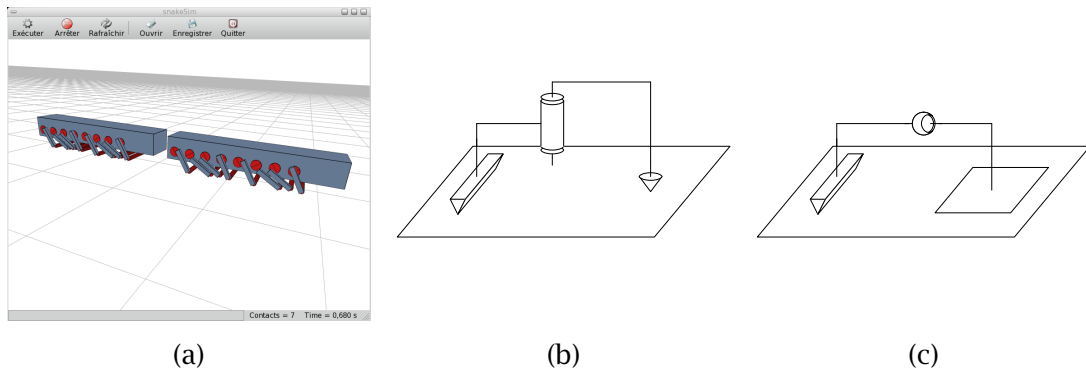 snakeSim
Exécuter Arrêter Rafraîchir Ouvrir Enregistrer Quitter
Contacts = 7 Time = 0,680 s
(a) (b) (c)